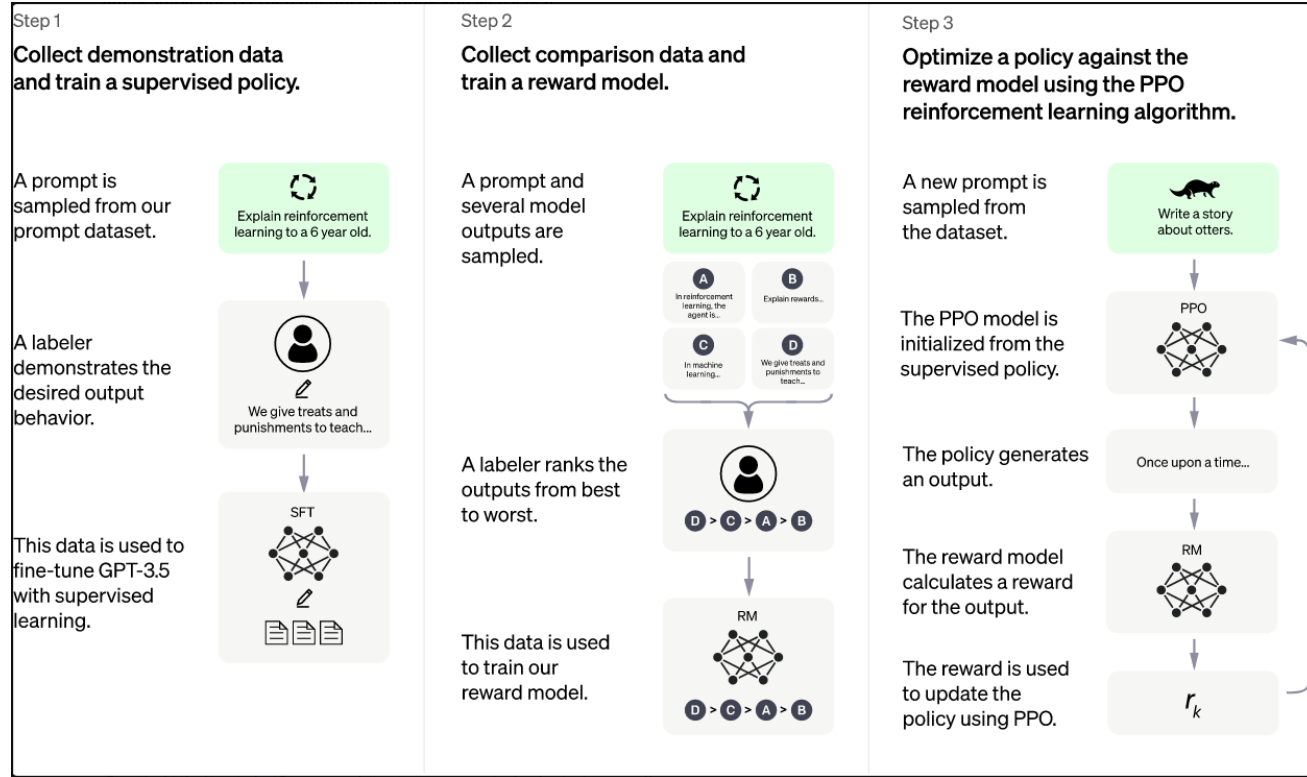 Step 1
Collect demonstration data
and train a supervised policy.
A prompt is
sampled from our
prompt dataset.
Explain reinforcement
learning to a 6 year old.
A labeler
demonstrates the
desired output
behavior.
We give treats and
punishments to teach...
This data is used to
fine-tune GPT-3.5
with supervised
learning.
SFT
Step 2
Collect comparison data and
train a reward model.
A prompt and
several model
outputs are
sampled.
Explain reinforcement
learning to a 6 year old.
A
In reinforcement
learning, the
agent is...
B
Explain rewards...
C
In machine
learning...
D
We give treats and
punishments to
teach...
A labeler ranks the
outputs from best
to worst.
D > C > A > B
This data is used
to train our
reward model.
RM
D > C > A > B
Step 3
Optimize a policy against the
reward model using the PPO
reinforcement learning algorithm.
A new prompt is
sampled from
the dataset.
Write a story
about otters.
The PPO model is
initialized from the
supervised policy.
PPO
The policy generates
an output.
Once upon a time...
The reward model
calculates a reward
for the output.
RM
The reward is used
to update the
policy using PPO.
r_k